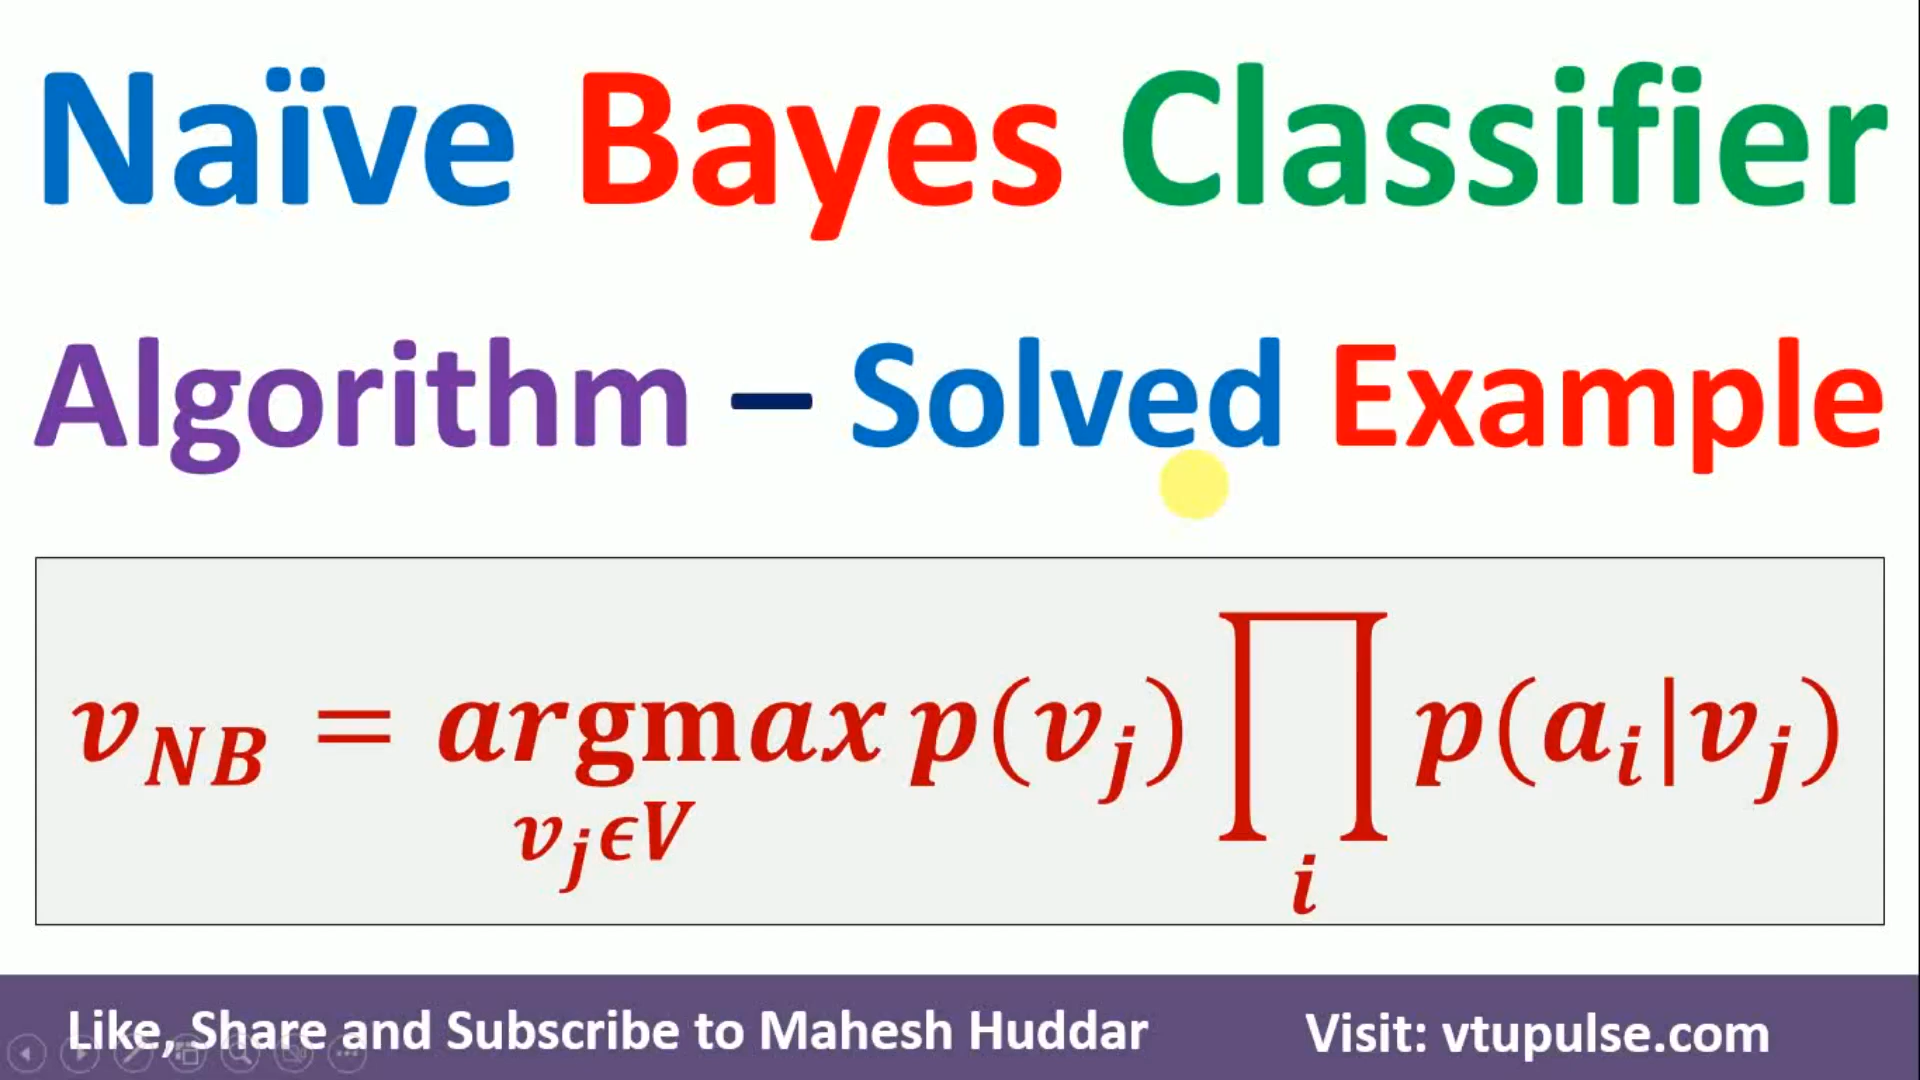 Naïve Bayes Classifier
Algorithm – Solved Example
v_NB = argmax p(v_j) ∏ p(a_i|v_j)
v_j ϵ V
i
Like, Share and Subscribe to Mahesh Huddar
Visit: vtupulse.com